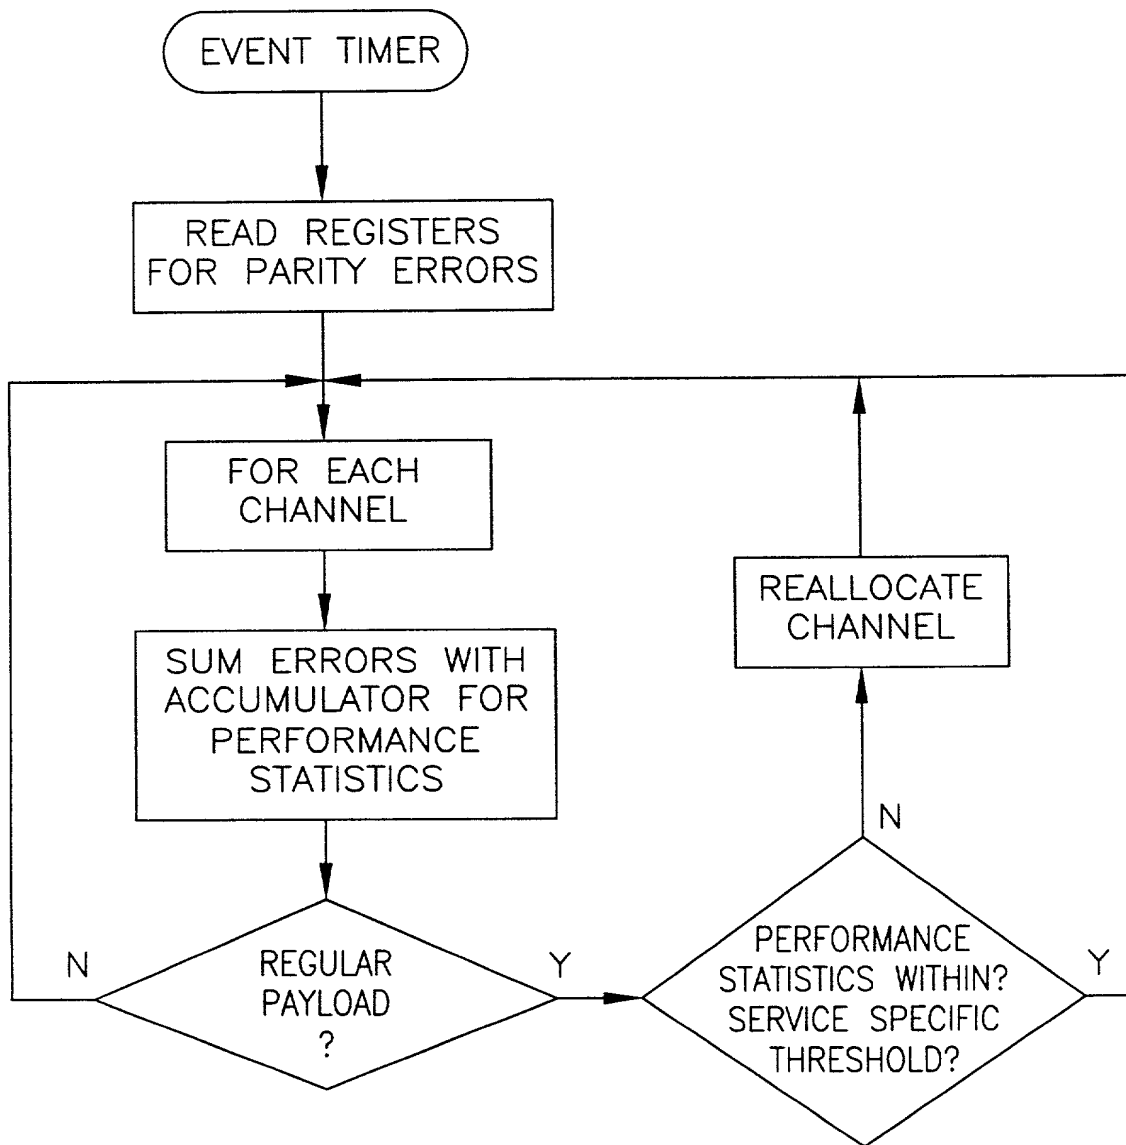 EVENT TIMER
READ REGISTERS
FOR PARITY ERRORS
FOR EACH
CHANNEL
SUM ERRORS WITH
ACCUMULATOR FOR
PERFORMANCE
STATISTICS
REGULAR
PAYLOAD
?
N
Y
PERFORMANCE
STATISTICS WITHIN?
SERVICE SPECIFIC
THRESHOLD?
N
Y
REALLOCATE
CHANNEL